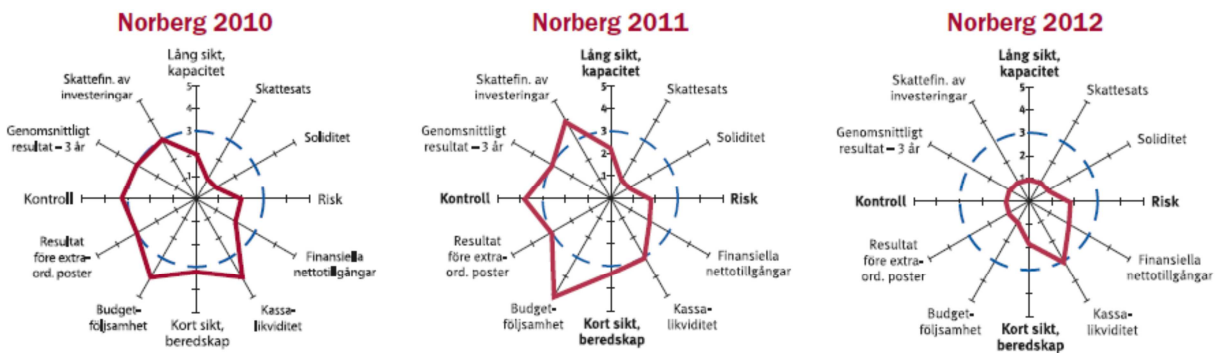 Norberg 2010
Lång sikt,
kapacitet
Skattefin. av
investeringar
Skattesats
Genomsnittligt
resultat – 3 år
Soliditet
5
4
3
2
1
Kontroll
Risk
Resultat
före extra-
ord. poster
Finansiella
nettotillgångar
Budget-
följsamhet
Kassa-
likviditet
Kort sikt,
beredskap
Norberg 2011
Lång sikt,
kapacitet
Skattefin. av
investeringar
Skattesats
Genomsnittligt
resultat – 3 år
Soliditet
5
4
3
2
1
Kontroll
Risk
Resultat
före extra-
ord. poster
Finansiella
nettotillgångar
Budget-
följsamhet
Kassa-
likviditet
Kort sikt,
beredskap
Norberg 2012
Lång sikt,
kapacitet
Skattefin. av
investeringar
Skattesats
Genomsnittligt
resultat – 3 år
Soliditet
5
4
3
2
1
Kontroll
Risk
Resultat
före extra-
ord. poster
Finansiella
nettotillgångar
Budget-
följsamhet
Kassa-
likviditet
Kort sikt,
beredskap